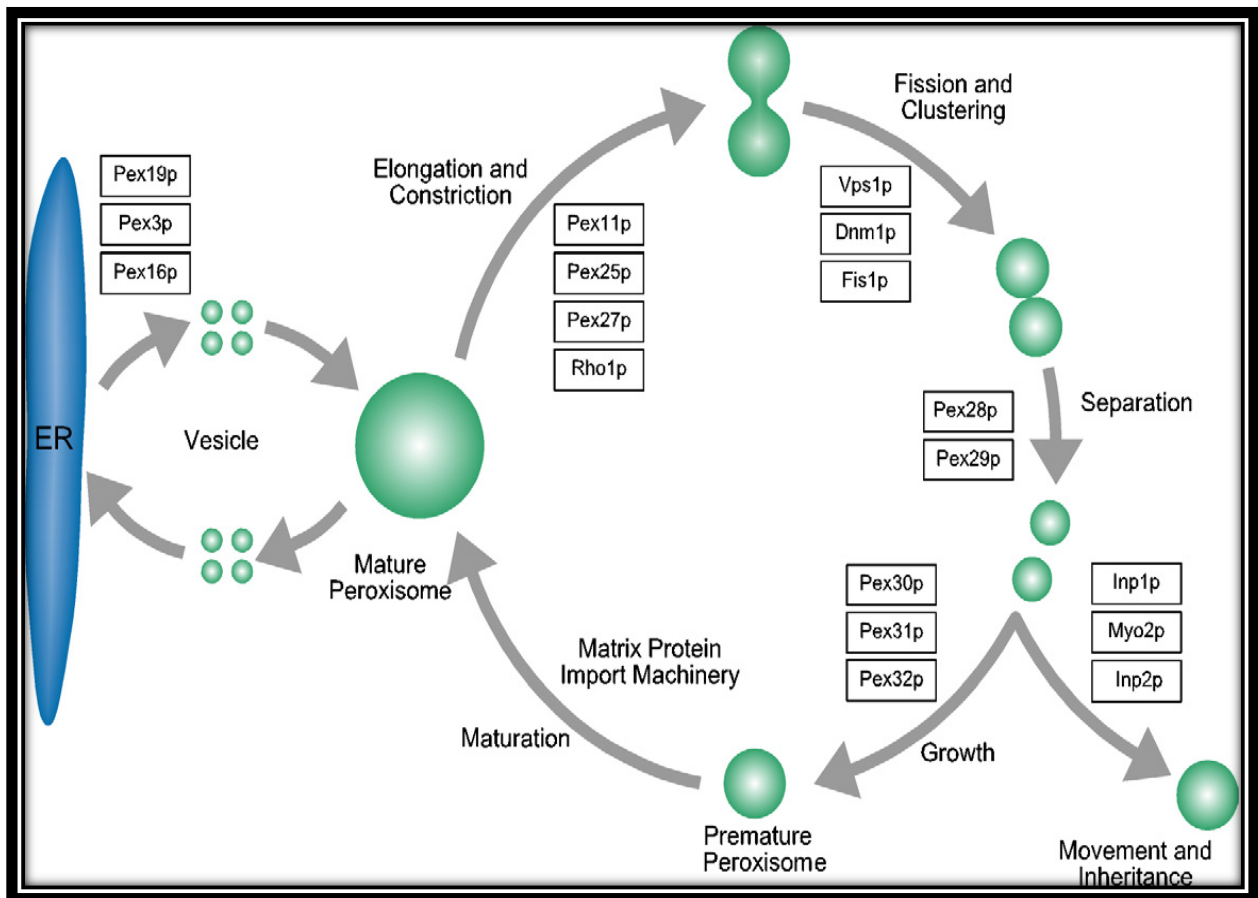 Fission and
Clustering
Elongation and
Constriction
Pex19p
Pex3p
Pex16p
Vps1p
Dnm1p
Fis1p
Pex11p
Pex25p
Pex27p
Rho1p
ER
Vesicle
Pex28p
Pex29p
Separation
Mature
Peroxisome
Matrix Protein
Import Machinery
Maturation
Pex30p
Pex31p
Pex32p
Inp1p
Myo2p
Inp2p
Growth
Premature
Peroxisome
Movement and
Inheritance